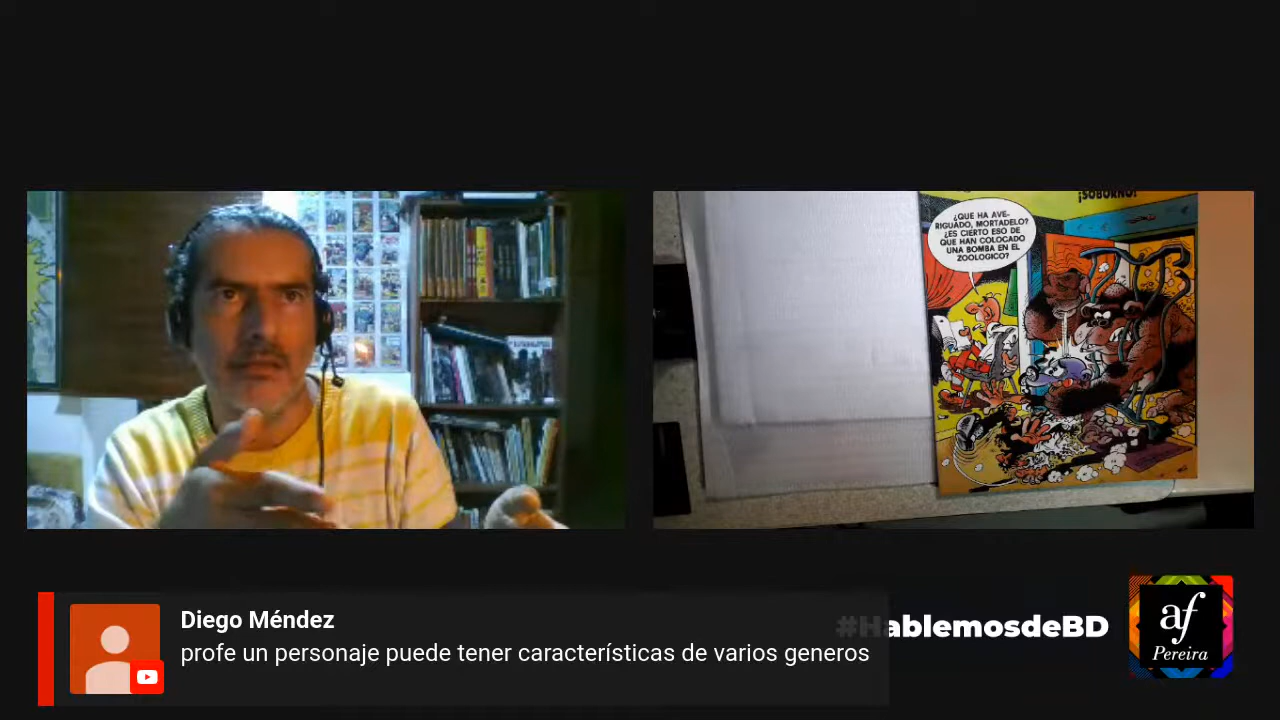 ¡SOBORNO!
¿QUE HA AVE-
RIGUADO, MORTADELO?
¿ES CIERTO ESO DE
QUE HAN COLOCADO
UNA BOMBA EN EL
ZOOLOGICO?
Diego Méndez
profe un personaje puede tener características de varios generos
#HablemosdeBD
af
Pereira